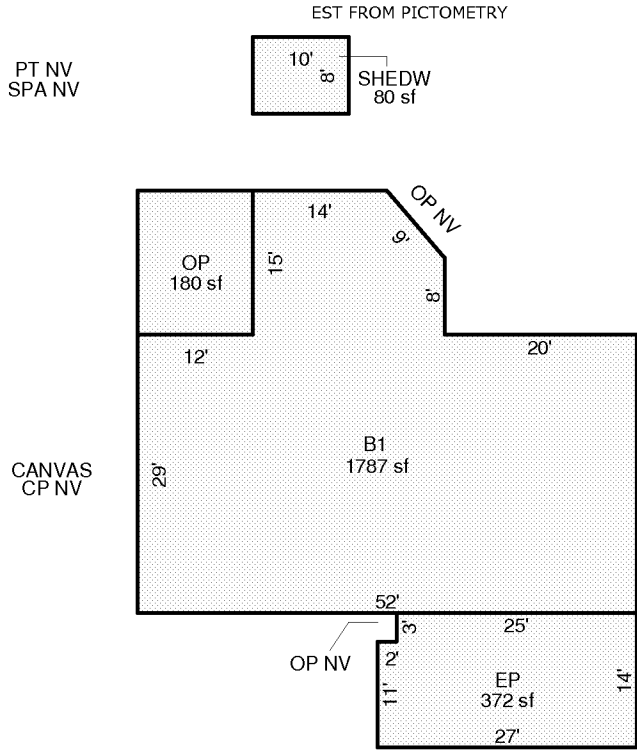 EST FROM PICTOMETRY
PT NV
SPA NV
10'
8'
SHEDW
80 sf
14'
OP NV
9'
OP
180 sf
15'
8'
12'
20'
B1
1787 sf
CANVAS
CP NV
29'
52'
3'
25'
OP NV
2'
11'
EP
372 sf
14'
27'